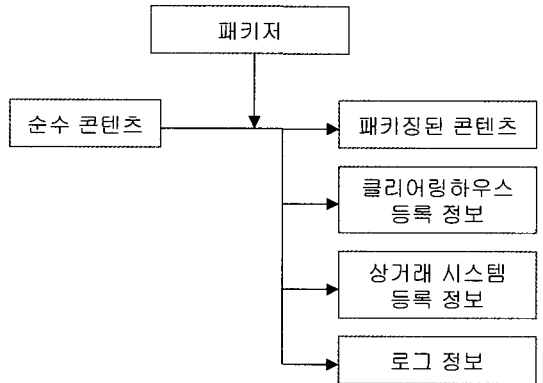 패키저
순수 콘텐츠
패키징된 콘텐츠
클리어링하우스
등록 정보
상거래 시스템
등록 정보
로그 정보